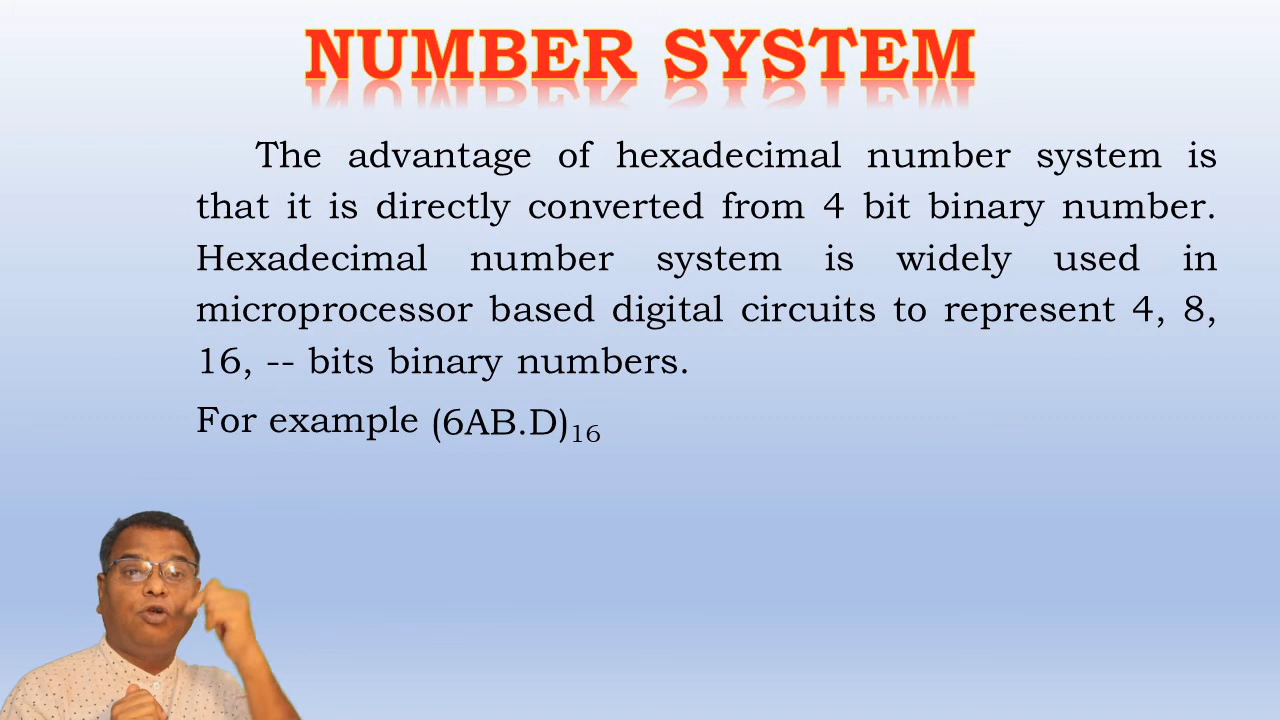 NUMBER SYSTEM
The advantage of hexadecimal number system is
that it is directly converted from 4 bit binary number.
Hexadecimal number system is widely used in
microprocessor based digital circuits to represent 4, 8,
16, -- bits binary numbers.
For example (6AB.D)₁₆